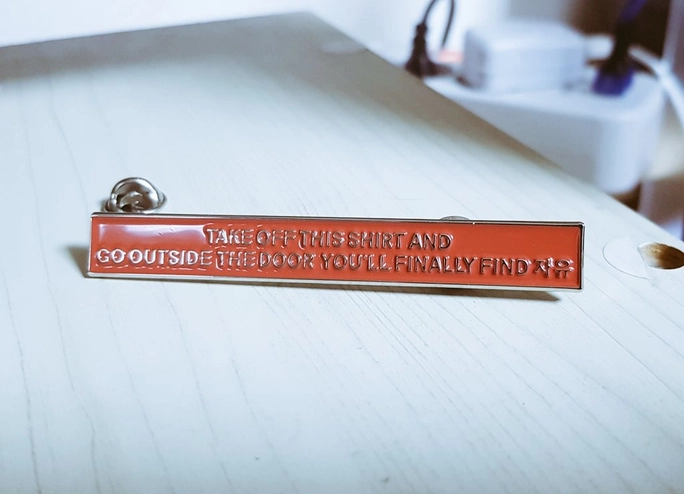 TAKE OFF THIS SHIRT AND
GO OUTSIDE THE DOOR YOU'LL FINALLY FIND 자유